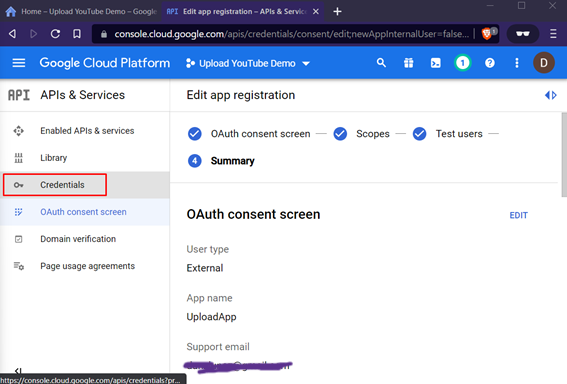 Home – Upload YouTube Demo – Google
API Edit app registration – APIs & Service
console.cloud.google.com/apis/credentials/consent/edit;newAppInternalUser=false...
1
Google Cloud Platform
Upload YouTube Demo
1
D
API APIs & Services
Edit app registration
Enabled APIs & services
Library
Credentials
OAuth consent screen
Domain verification
Page usage agreements
OAuth consent screen
Scopes
Test users
4 Summary
OAuth consent screen
EDIT
User type
External
App name
UploadApp
Support email
https://console.cloud.google.com/apis/credentials?pr...